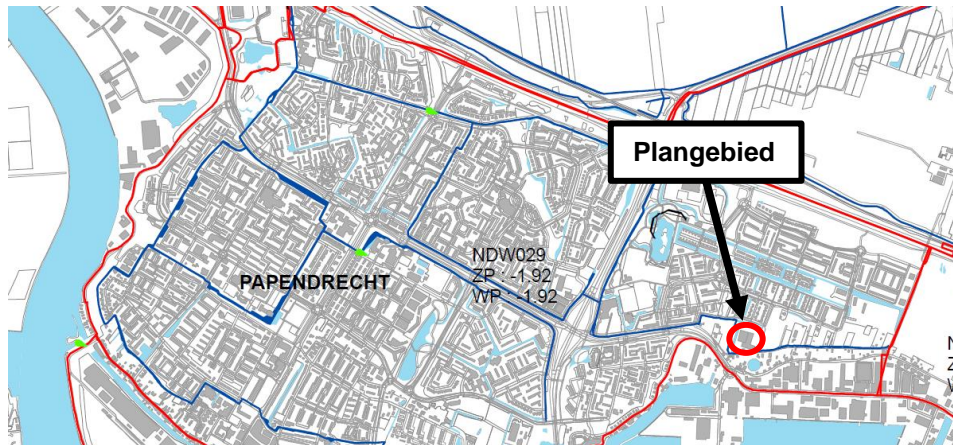 Plangebied
NDW029
ZP : -1.92
WP : -1.92
PAPENDRECHT
N
Z
W